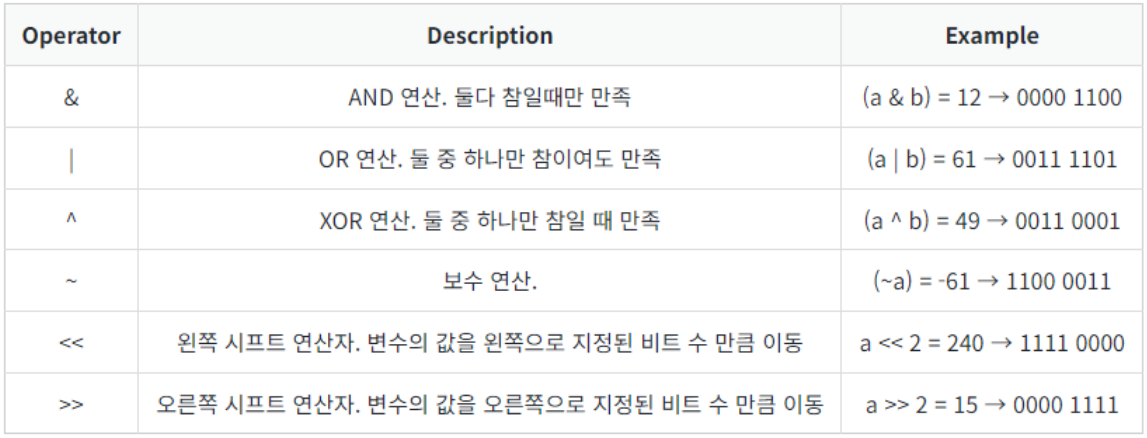 Operator Description Example
& AND 연산. 둘다 참일때만 만족 (a & b) = 12 → 0000 1100
| OR 연산. 둘 중 하나만 참이여도 만족 (a | b) = 61 → 0011 1101
^ XOR 연산. 둘 중 하나만 참일 때 만족 (a ^ b) = 49 → 0011 0001
~ 보수 연산. (~a) = -61 → 1100 0011
<< 왼쪽 시프트 연산자. 변수의 값을 왼쪽으로 지정된 비트 수 만큼 이동 a << 2 = 240 → 1111 0000
>> 오른쪽 시프트 연산자. 변수의 값을 오른쪽으로 지정된 비트 수 만큼 이동 a >> 2 = 15 → 0000 1111